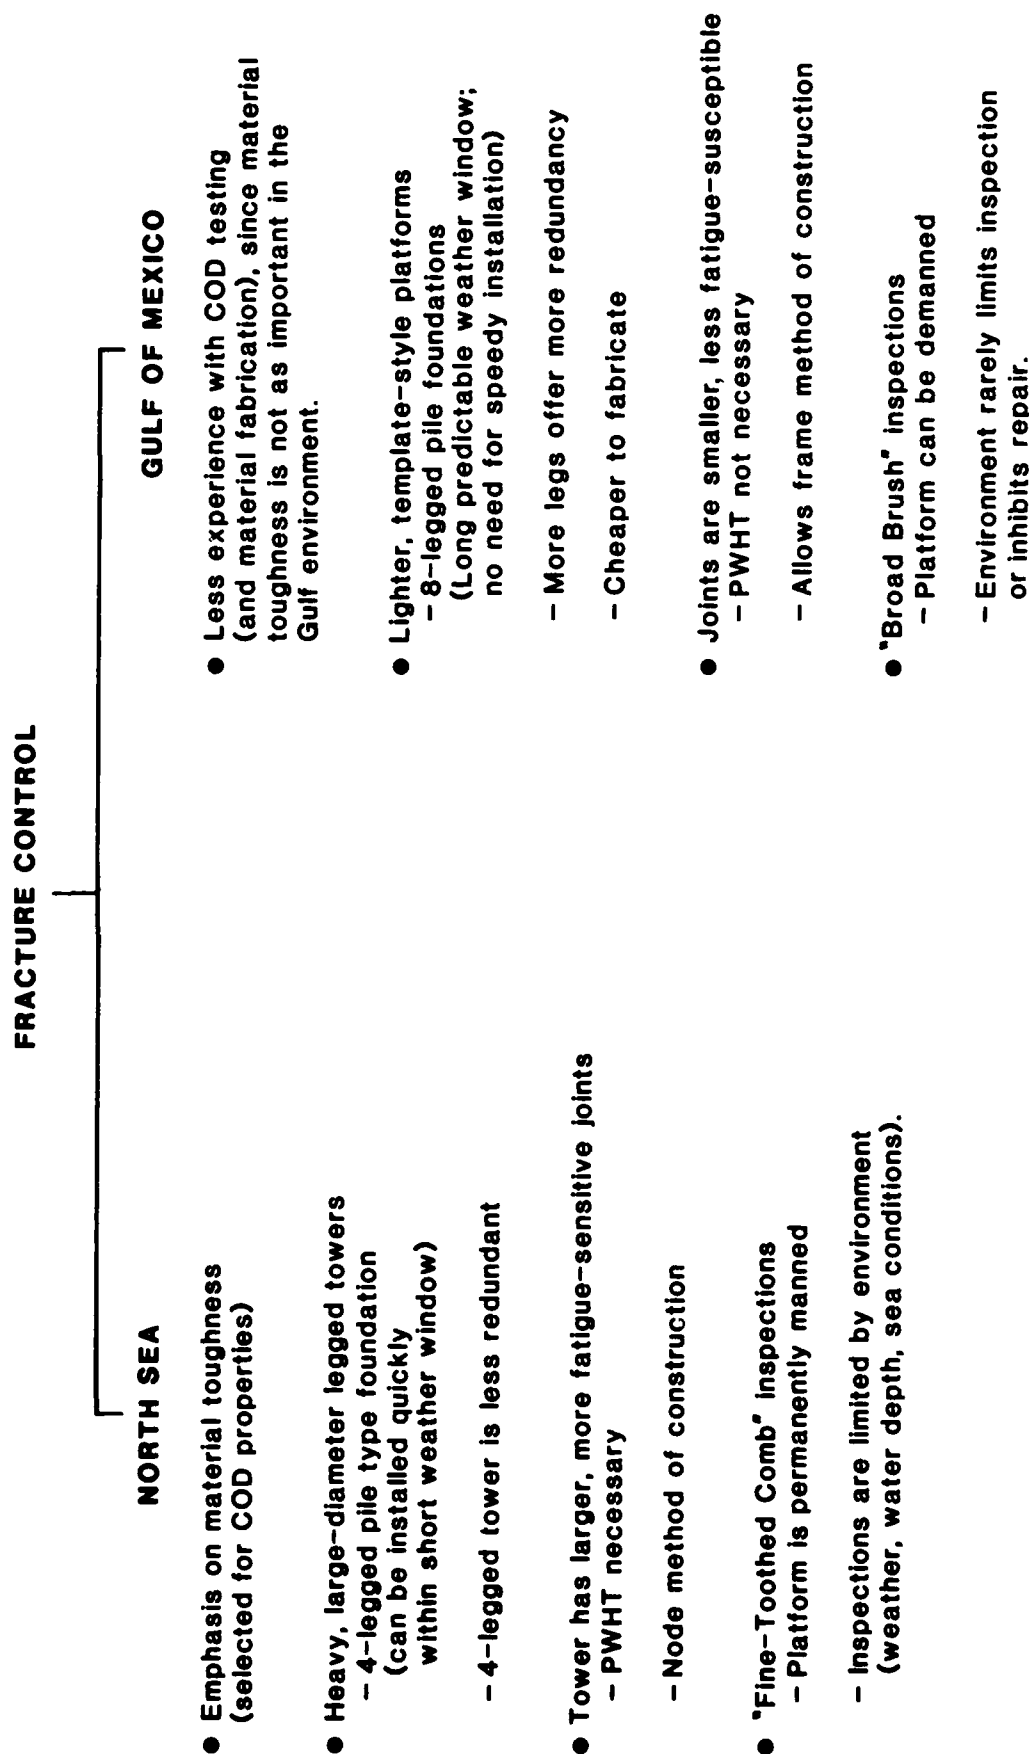 FRACTURE CONTROL
NORTH SEA
● Emphasis on material toughness
(selected for COD properties)
● Heavy, large-diameter legged towers
– 4-legged pile type foundation
(can be installed quickly
within short weather window)
– 4-legged tower is less redundant
● Tower has larger, more fatigue-sensitive joints
– PWHT necessary
– Node method of construction
● "Fine-Toothed Comb" inspections
– Platform is permanently manned
– Inspections are limited by environment
(weather, water depth, sea conditions).
GULF OF MEXICO
● Less experience with COD testing
(and material fabrication), since material
toughness is not as important in the
Gulf environment.
● Lighter, template-style platforms
– 8-legged pile foundations
(Long predictable weather window;
no need for speedy installation)
– More legs offer more redundancy
– Cheaper to fabricate
● Joints are smaller, less fatigue-susceptible
– PWHT not necessary
– Allows frame method of construction
● "Broad Brush" inspections
– Platform can be demanned
– Environment rarely limits inspection
or inhibits repair.